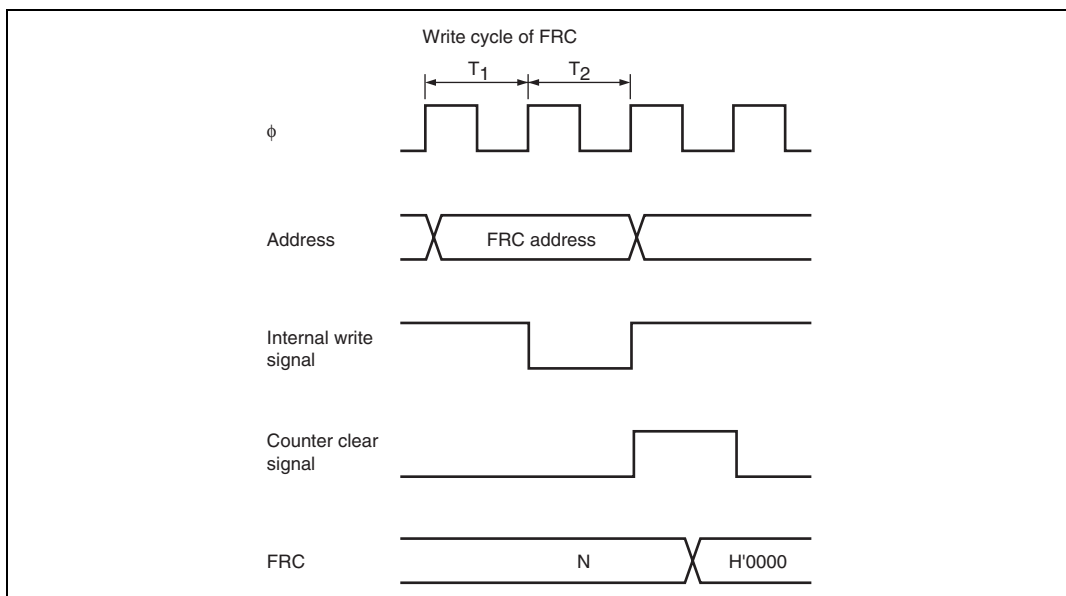 Write cycle of FRC
T1 T2
ϕ
Address FRC address
Internal write
signal
Counter clear
signal
FRC N H'0000